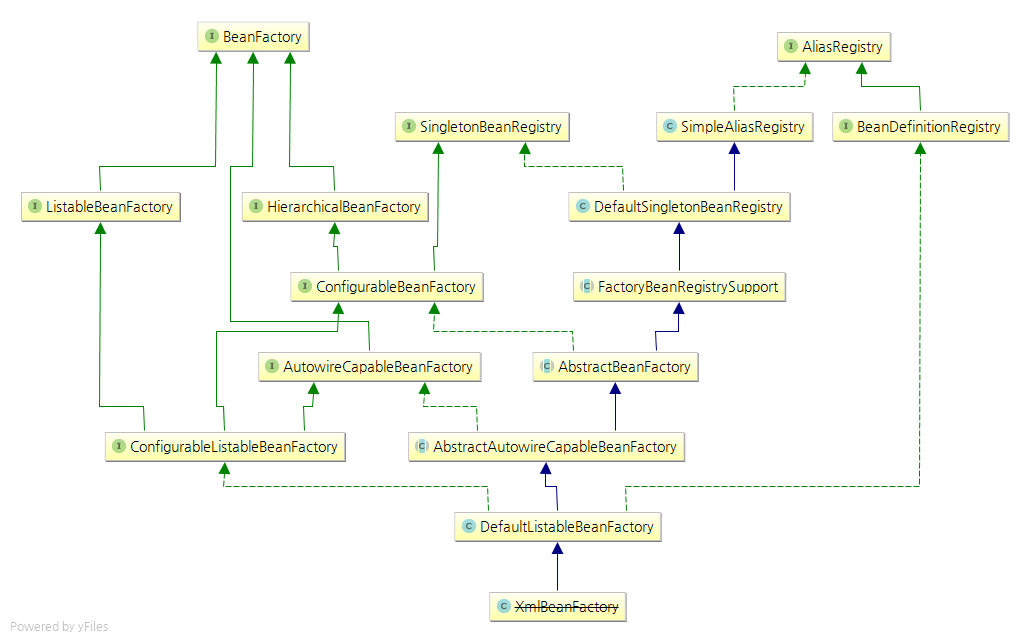 I BeanFactory
I AliasRegistry
I SingletonBeanRegistry
C SimpleAliasRegistry
I BeanDefinitionRegistry
I ListableBeanFactory
I HierarchicalBeanFactory
C DefaultSingletonBeanRegistry
I ConfigurableBeanFactory
C FactoryBeanRegistrySupport
I AutowireCapableBeanFactory
C AbstractBeanFactory
I ConfigurableListableBeanFactory
C AbstractAutowireCapableBeanFactory
C DefaultListableBeanFactory
C XmlBeanFactory
Powered by yFiles